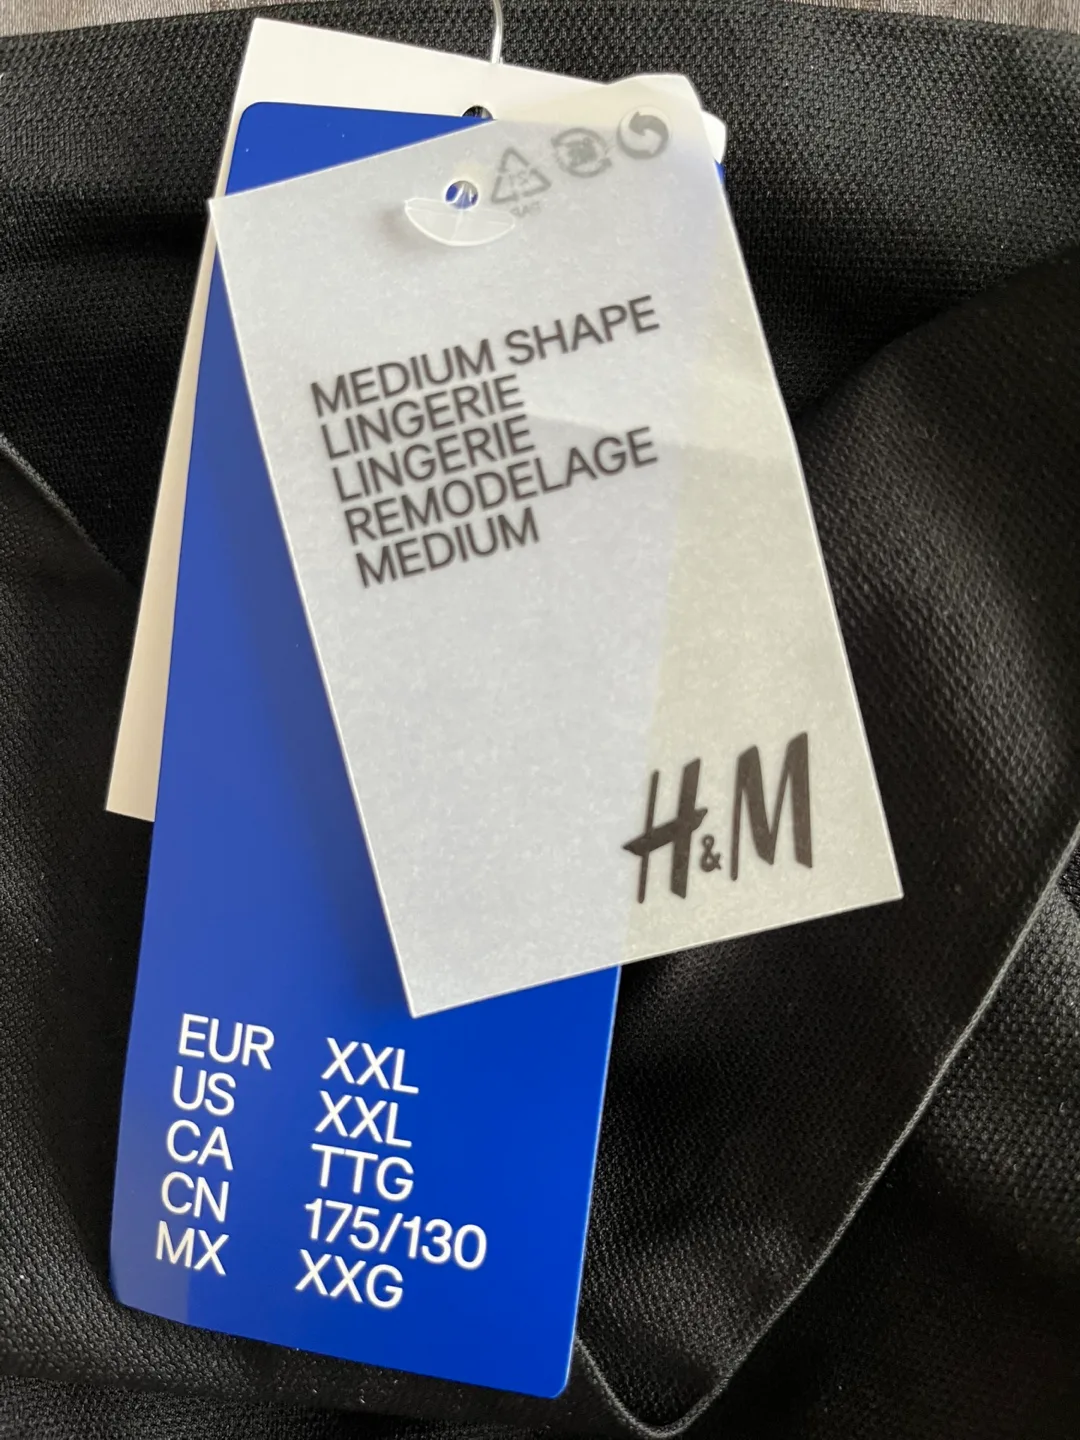 MEDIUM SHAPE
LINGERIE
LINGERIE
REMODELAGE
MEDIUM
H&M
EUR XXL
US XXL
CA TTG
CN 175/130
MX XXG